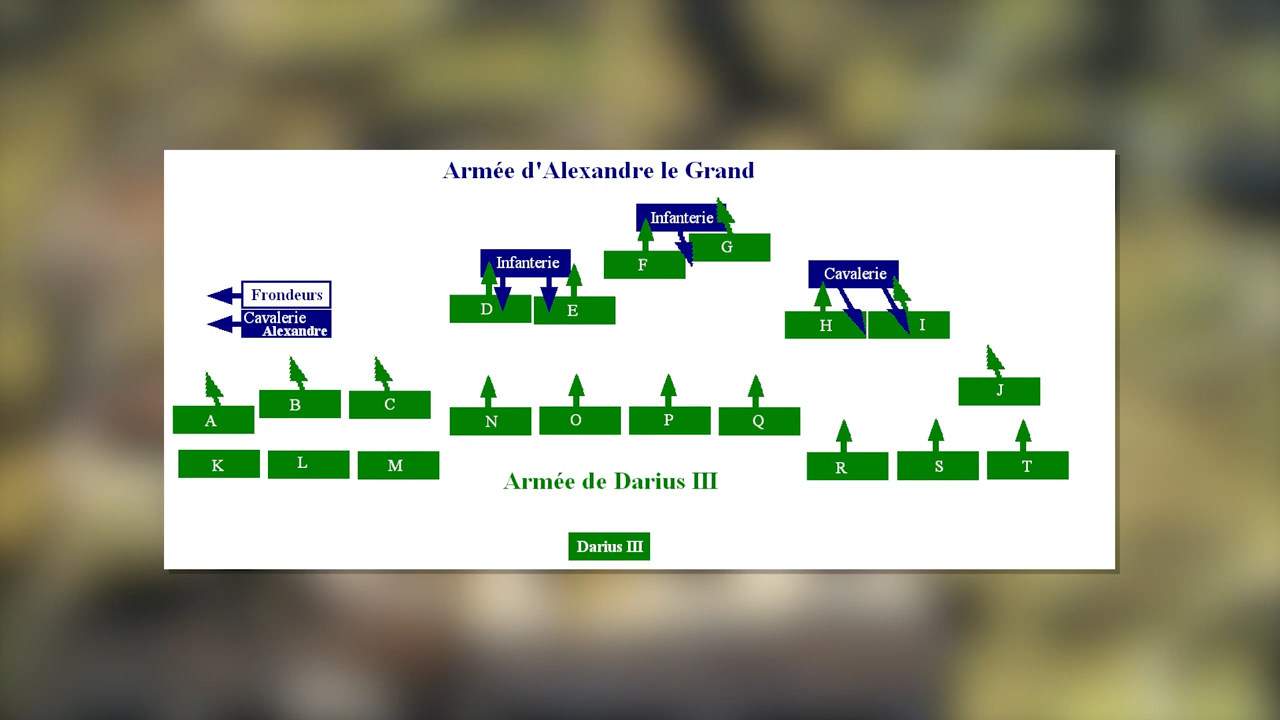 Armée d'Alexandre le Grand
Infanterie
G
F
Infanterie
D
E
Cavalerie
H
I
Frondeurs
Cavalerie
Alexandre
A
B
C
N
O
P
Q
J
K
L
M
R
S
T
Armée de Darius III
Darius III